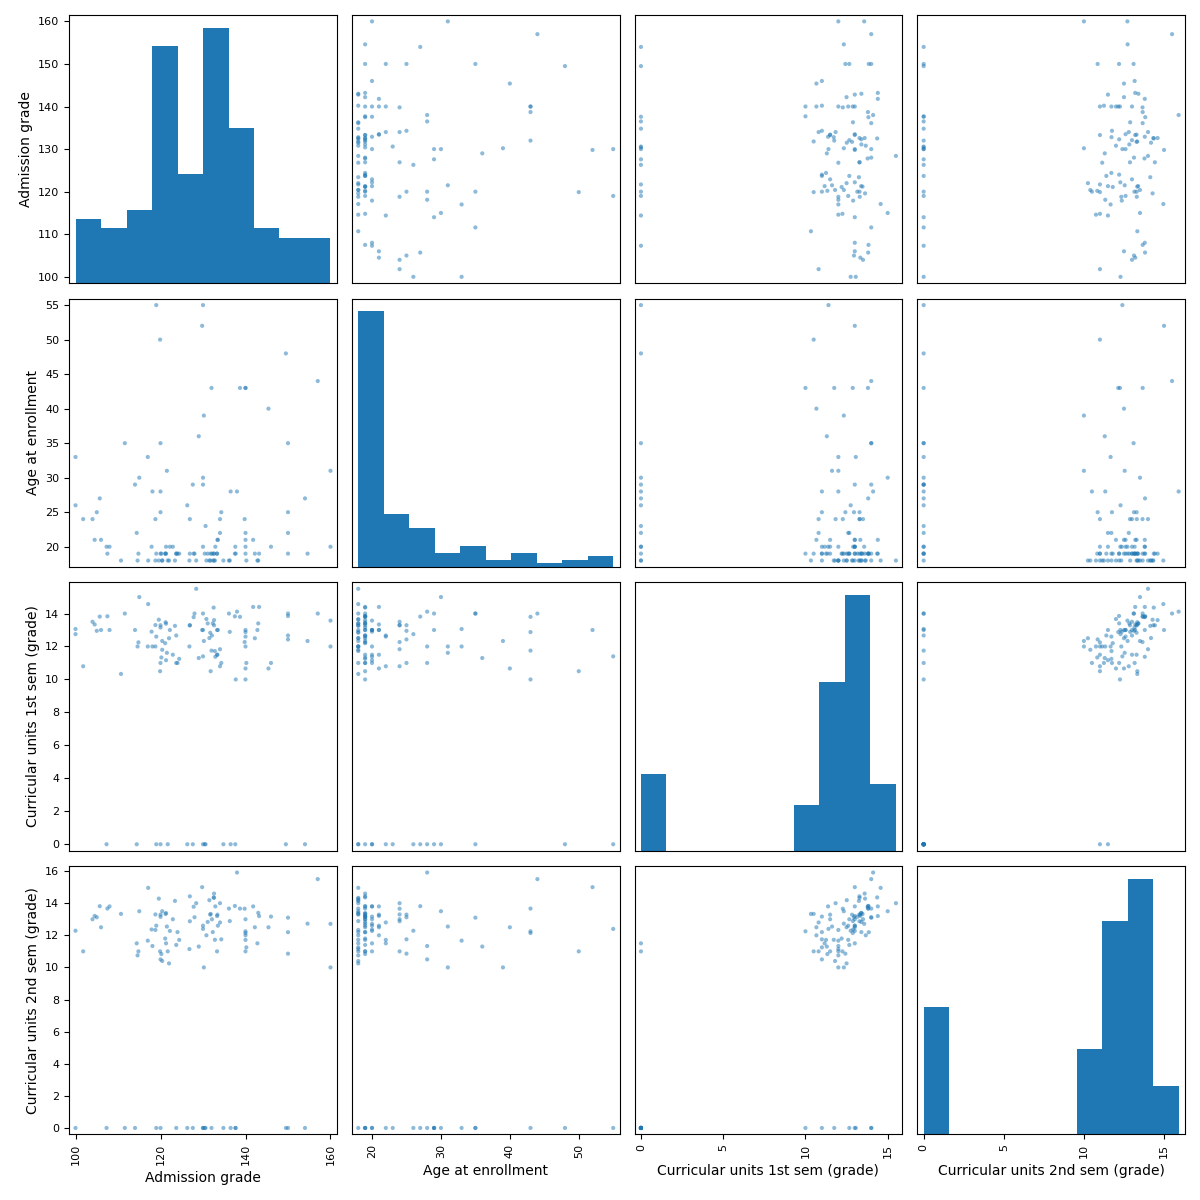 Admission grade
160
150
140
130
120
110
100
Age at enrollment
55
50
45
40
35
30
25
20
Curricular units 1st sem (grade)
14
12
10
8
6
4
2
0
Curricular units 2nd sem (grade)
16
14
12
10
8
6
4
2
0
100 120 140 160
Admission grade
20 30 40 50
Age at enrollment
0 5 10 15
Curricular units 1st sem (grade)
0 5 10 15
Curricular units 2nd sem (grade)